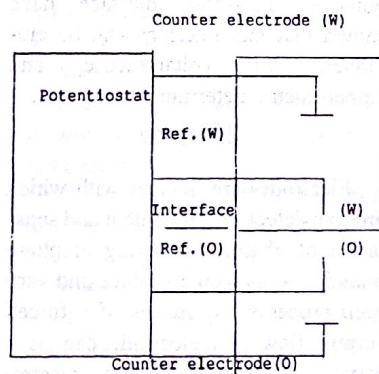 Counter electrode (W)
Potentiostat
Ref.(W)
Interface
(W)
Ref.(O)
(O)
Counter electrode(O)